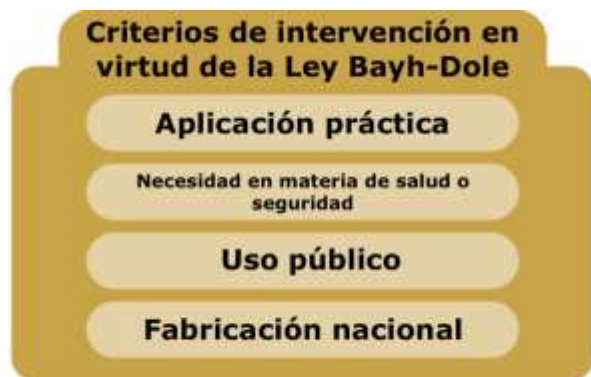 Criterios de intervención en
virtud de la Ley Bayh-Dole
Aplicación práctica
Necesidad en materia de salud o
seguridad
Uso público
Fabricación nacional